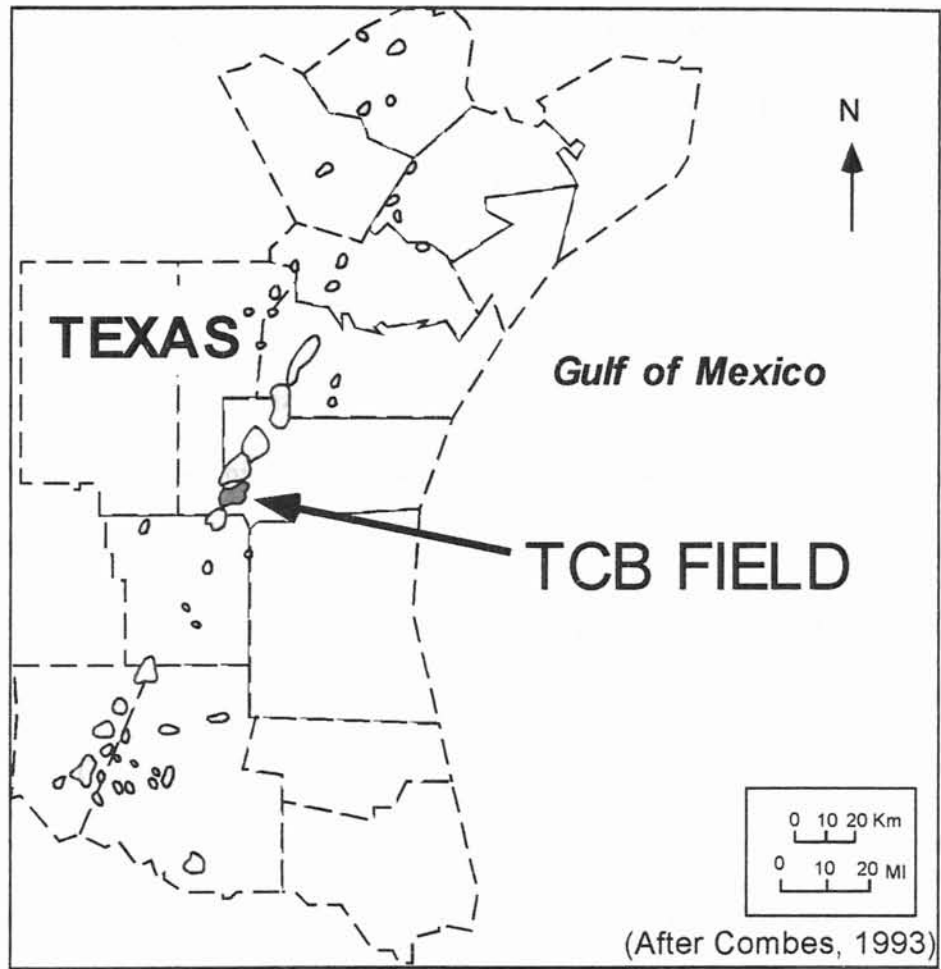 N
TEXAS
Gulf of Mexico
TCB FIELD
0 10 20 Km
0 10 20 MI
(After Combes, 1993)